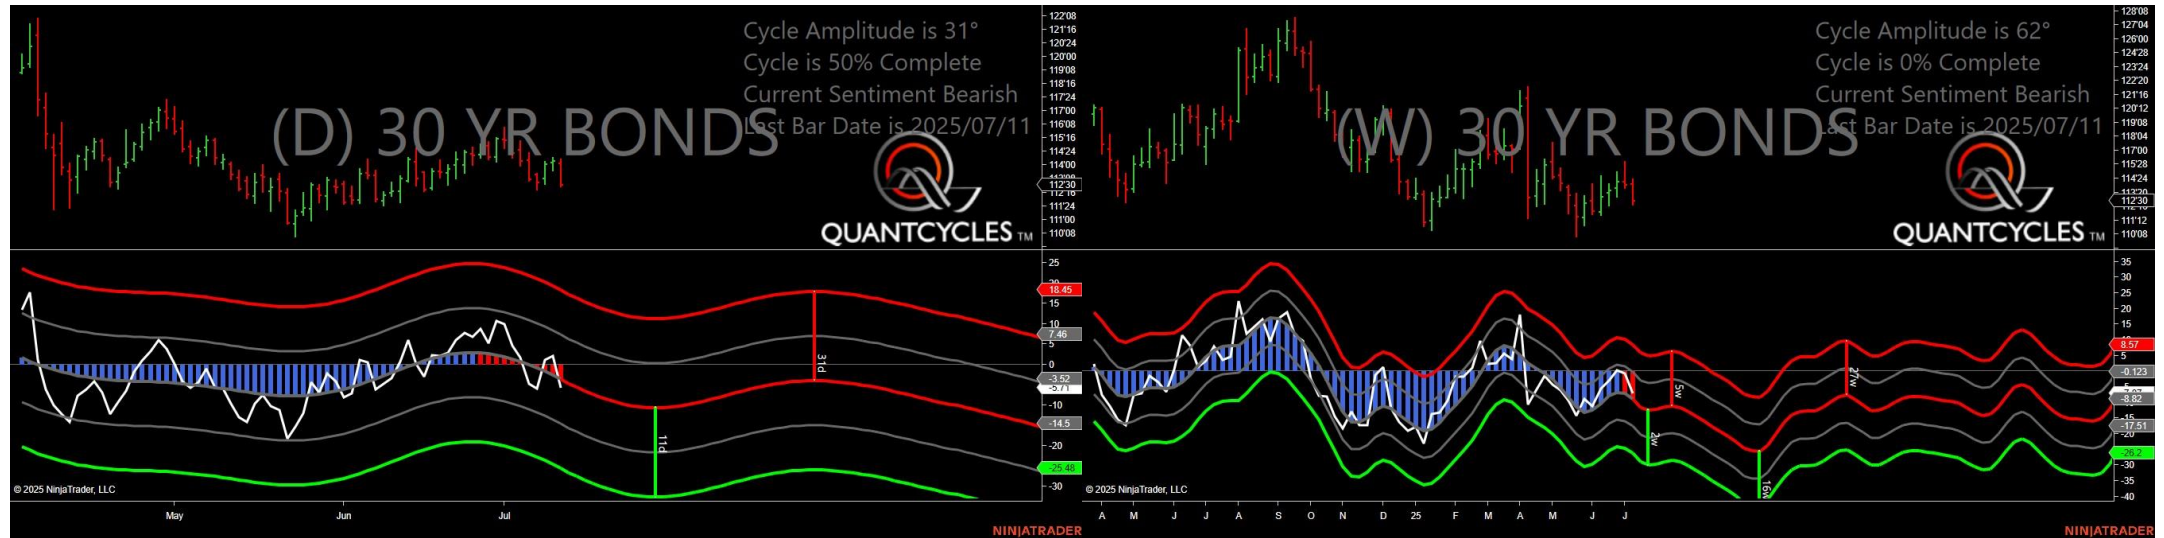 Cycle Amplitude is 31°
Cycle is 50% Complete
Current Sentiment Bearish
Last Bar Date is 2025/07/11
(D) 30 YR BONDS
QUANTCYCLES TM
122'08
121'16
120'24
120'00
119'08
118'16
117'24
117'00
116'08
115'16
114'24
114'00
112'30
112'16
111'24
111'00
110'08
25
18.45
15
10
7.46
5
0
-3.52
-10
-14.5
-20
-25.48
-30
31d
11d
© 2025 NinjaTrader, LLC
May Jun Jul
NINJATRADER
Cycle Amplitude is 62°
Cycle is 0% Complete
Current Sentiment Bearish
Last Bar Date is 2025/07/11
(W) 30 YR BONDS
QUANTCYCLES TM
128'08
127'04
126'00
124'28
123'24
122'20
121'16
120'12
119'08
118'04
117'00
115'28
114'24
112'30
111'12
110'08
35
30
25
20
15
8.57
5
-0.123
-8.82
-17.51
-20
-26.2
-30
-35
-40
5w
2w
27w
16w
© 2025 NinjaTrader, LLC
A M J J A S O N D 25 F M A M J J
NINJATRADER